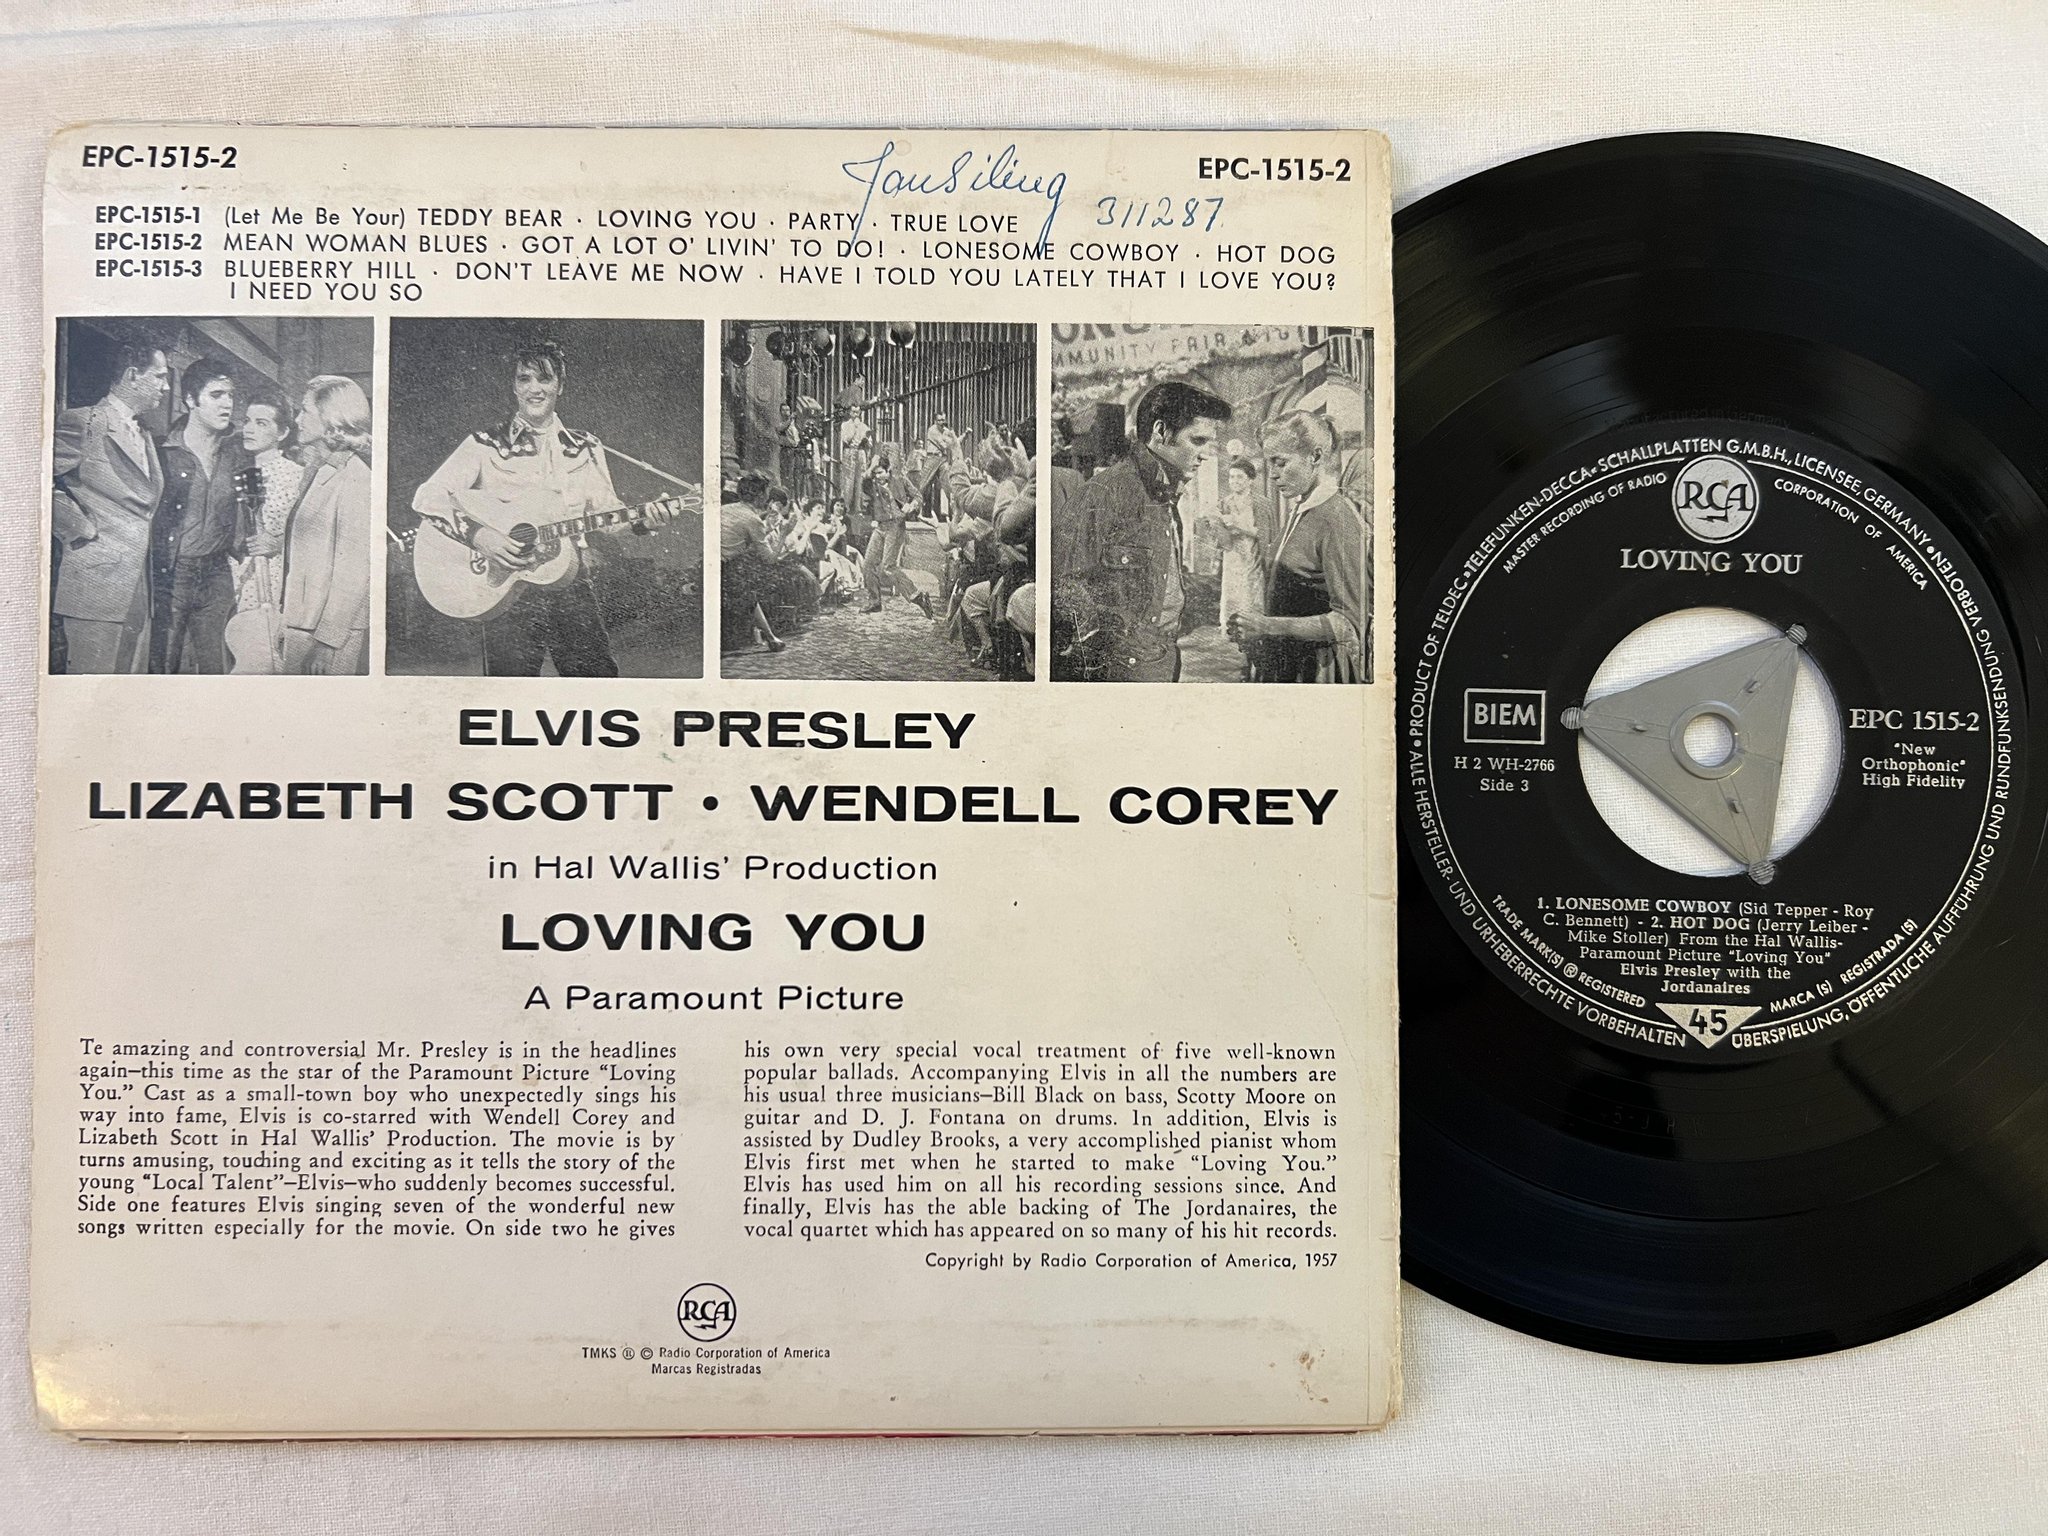 EPC-1515-2
EPC-1515-2
311287
EPC-1515-1 (Let Me Be Your) TEDDY BEAR · LOVING YOU · PARTY · TRUE LOVE
EPC-1515-2 MEAN WOMAN BLUES · GOT A LOT O' LIVIN' TO DO! · LONESOME COWBOY · HOT DOG
EPC-1515-3 BLUEBERRY HILL · DON'T LEAVE ME NOW · HAVE I TOLD YOU LATELY THAT I LOVE YOU?
I NEED YOU SO
MMUNITY FAIR
ELVIS PRESLEY
LIZABETH SCOTT • WENDELL COREY
in Hal Wallis' Production
LOVING YOU
A Paramount Picture
Te amazing and controversial Mr. Presley is in the headlines
again—this time as the star of the Paramount Picture "Loving
You." Cast as a small-town boy who unexpectedly sings his
way into fame, Elvis is co-starred with Wendell Corey and
Lizabeth Scott in Hal Wallis' Production. The movie is by
turns amusing, touching and exciting as it tells the story of the
young "Local Talent"—Elvis—who suddenly becomes successful.
Side one features Elvis singing seven of the wonderful new
songs written especially for the movie. On side two he gives
his own very special vocal treatment of five well-known
popular ballads. Accompanying Elvis in all the numbers are
his usual three musicians—Bill Black on bass, Scotty Moore on
guitar and D. J. Fontana on drums. In addition, Elvis is
assisted by Dudley Brooks, a very accomplished pianist whom
Elvis first met when he started to make "Loving You."
Elvis has used him on all his recording sessions since. And
finally, Elvis has the able backing of The Jordanaires, the
vocal quartet which has appeared on so many of his hit records.
Copyright by Radio Corporation of America, 1957
RCA
TMKS ® © Radio Corporation of America
Marcas Registradas
• PRODUCT OF TELDEC »TELEFUNKEN-DECCA« SCHALLPLATTEN G.M.B.H., LICENSEE, GERMANY •
MASTER RECORDING OF RADIO CORPORATION OF AMERICA
RCA
LOVING YOU
BIEM
H 2 WH-2766
Side 3
EPC 1515-2
"New
Orthophonic"
High Fidelity
1. LONESOME COWBOY (Sid Tepper - Roy
C. Bennett) - 2. HOT DOG (Jerry Leiber -
Mike Stoller) From the Hal Wallis-
Paramount Picture "Loving You"
Elvis Presley with the
Jordanaires
TRADE MARK(S) ® REGISTERED
MARCA (S) REGISTRADA (S)
45
ALLE HERSTELLER- UND URHEBERRECHTE VORBEHALTEN
ÜBERSPIELUNG, ÖFFENTLICHE AUFFÜHRUNG UND RUNDFUNKSENDUNG VERBOTEN